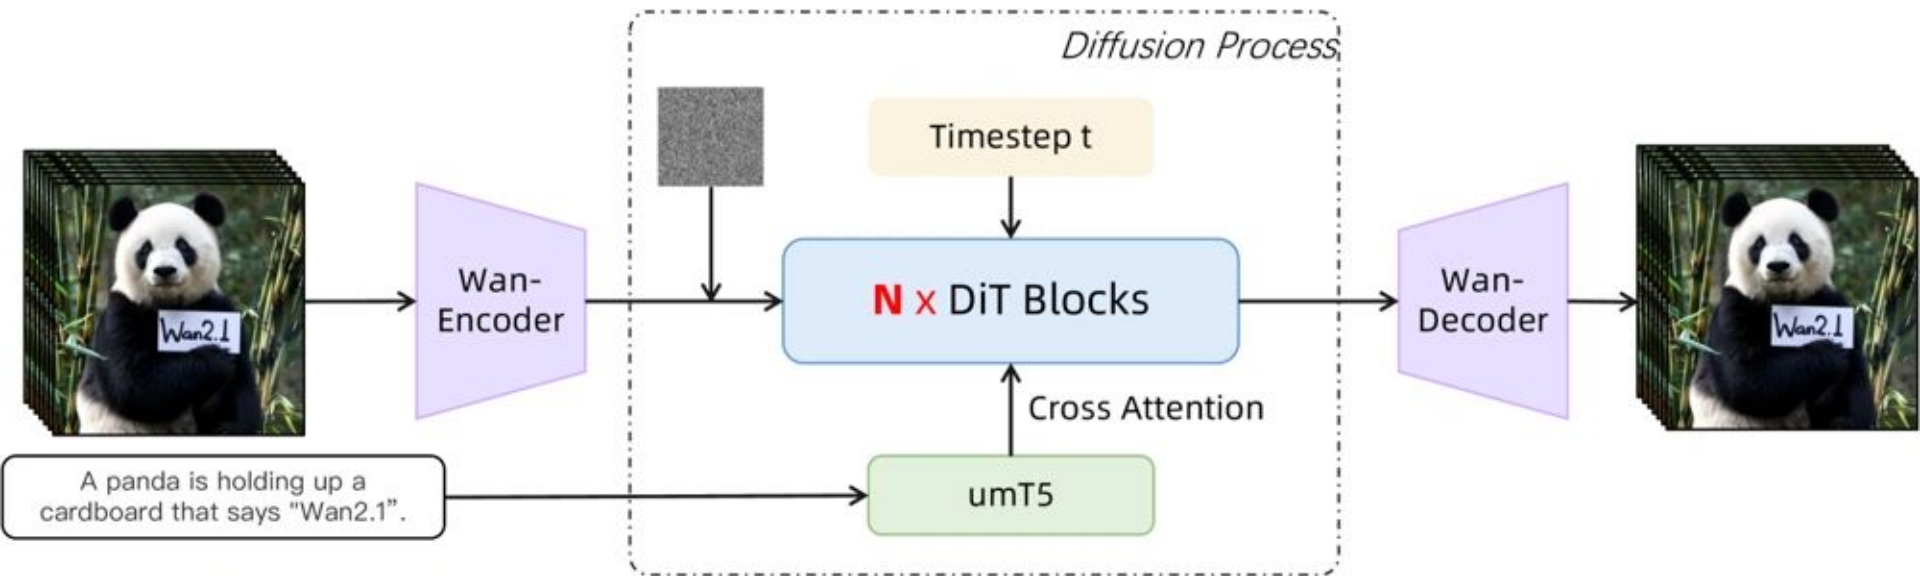 Diffusion Process
Timestep t
Wan-
Encoder
N x DiT Blocks
Wan-
Decoder
Wan2.1
Wan2.1
Cross Attention
A panda is holding up a
cardboard that says "Wan2.1”.
umT5